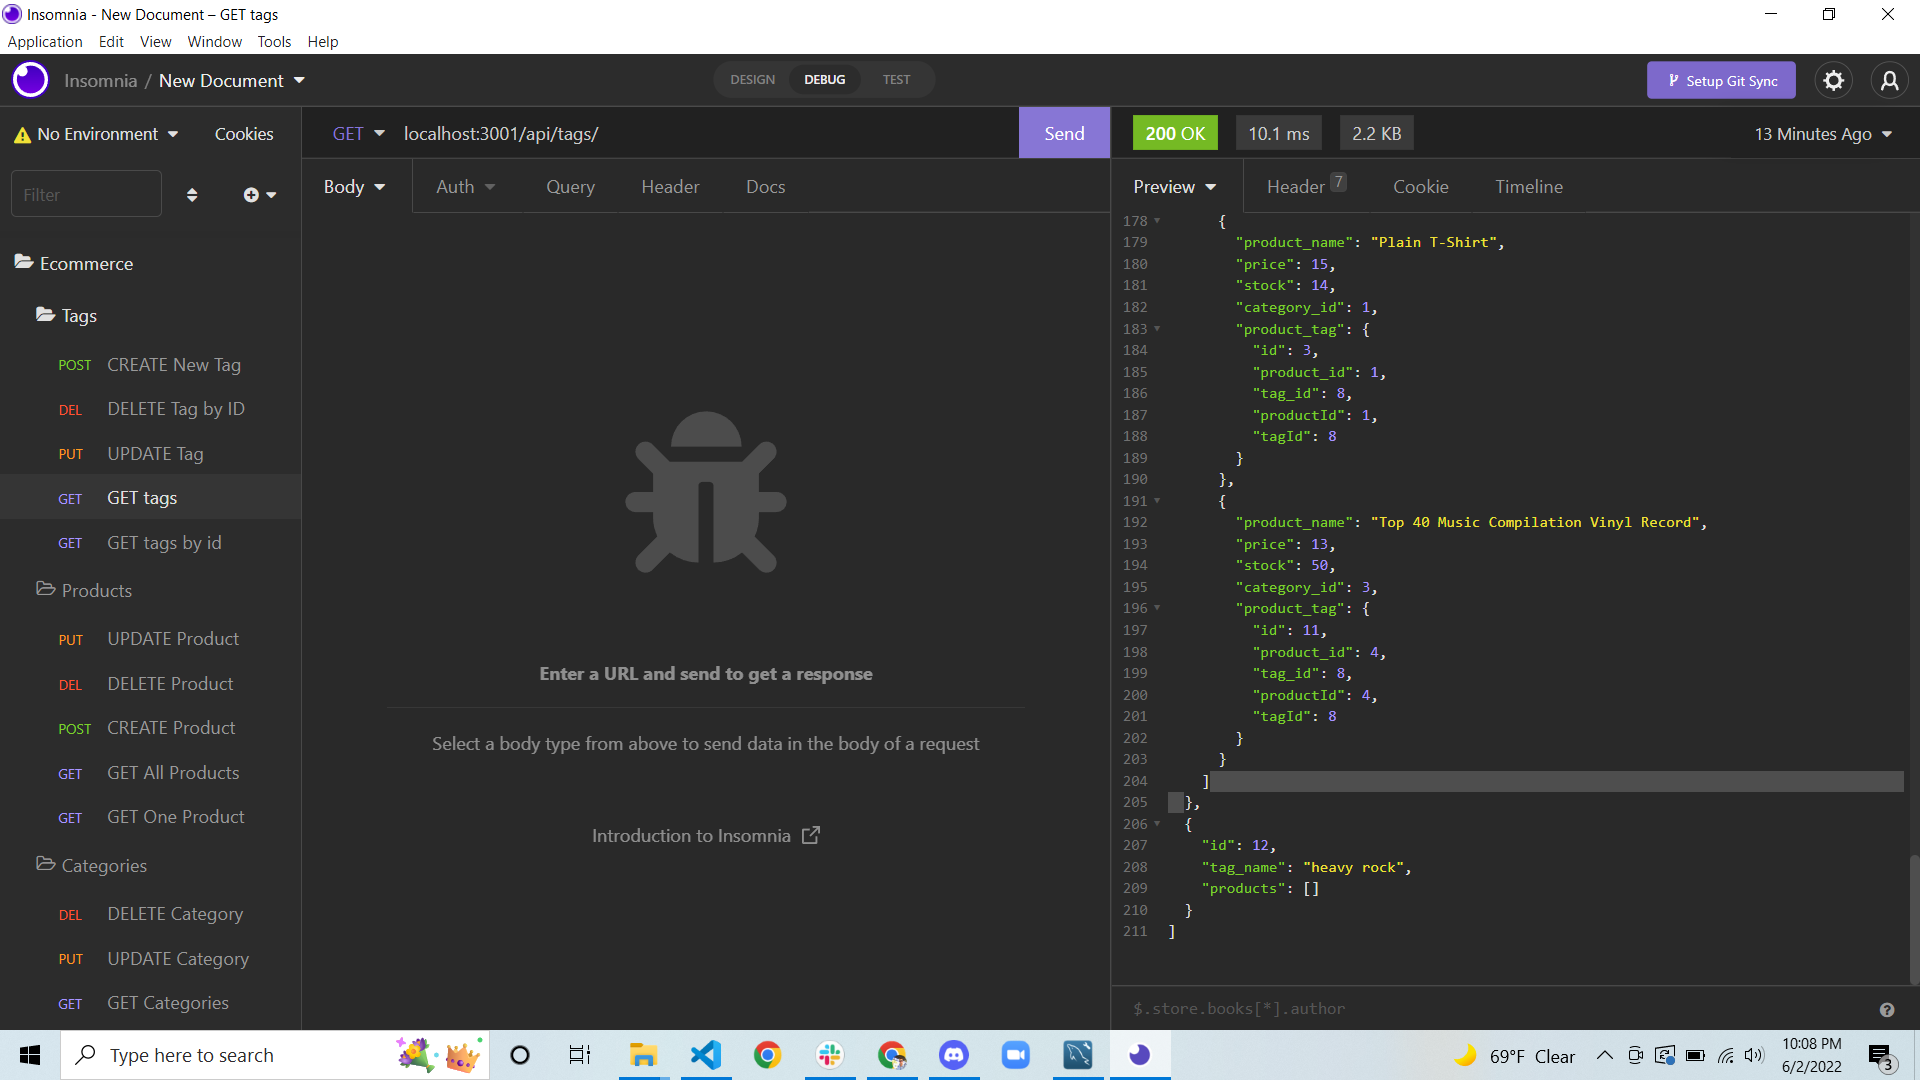 Insomnia - New Document – GET tags
Application Edit View Window Tools Help
Insomnia / New Document
DESIGN DEBUG TEST
Setup Git Sync
No Environment Cookies
GET localhost:3001/api/tags/ Send
200 OK 10.1 ms 2.2 KB 13 Minutes Ago
Filter
Body Auth Query Header Docs
Preview Header 7 Cookie Timeline
Ecommerce
Tags
POST CREATE New Tag
DEL DELETE Tag by ID
PUT UPDATE Tag
GET GET tags
GET GET tags by id
Products
PUT UPDATE Product
DEL DELETE Product
POST CREATE Product
GET GET All Products
GET GET One Product
Categories
DEL DELETE Category
PUT UPDATE Category
GET GET Categories
Enter a URL and send to get a response
Select a body type from above to send data in the body of a request
Introduction to Insomnia
178 {
179 "product_name": "Plain T-Shirt",
180 "price": 15,
181 "stock": 14,
182 "category_id": 1,
183 "product_tag": {
184 "id": 3,
185 "product_id": 1,
186 "tag_id": 8,
187 "productId": 1,
188 "tagId": 8
189 }
190 },
191 {
192 "product_name": "Top 40 Music Compilation Vinyl Record",
193 "price": 13,
194 "stock": 50,
195 "category_id": 3,
196 "product_tag": {
197 "id": 11,
198 "product_id": 4,
199 "tag_id": 8,
200 "productId": 4,
201 "tagId": 8
202 }
203 }
204 ]
205 },
206 {
207 "id": 12,
208 "tag_name": "heavy rock",
209 "products": []
210 }
211 ]
$.store.books[*].author
Type here to search
69°F Clear
10:08 PM
6/2/2022
3